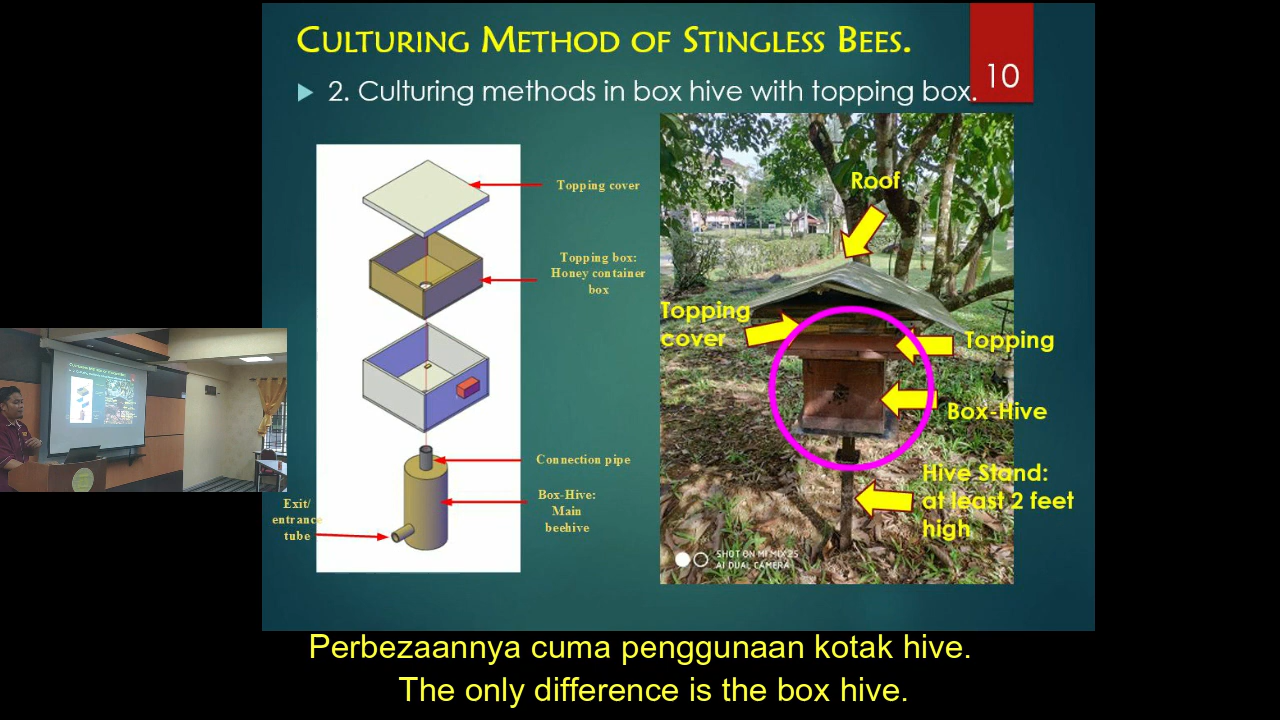 CULTURING METHOD OF STINGLESS BEES.
10
2. Culturing methods in box hive with topping box.
Topping cover
Topping box:
Honey container
box
Connection pipe
Box-Hive:
Main
beehive
Exit/
entrance
tube
Roof
Topping
cover
Topping
Box-Hive
Hive Stand:
at least 2 feet
high
SHOT ON MI MIX 2S
AI DUAL CAMERA
Perbezaannya cuma penggunaan kotak hive.
The only difference is the box hive.